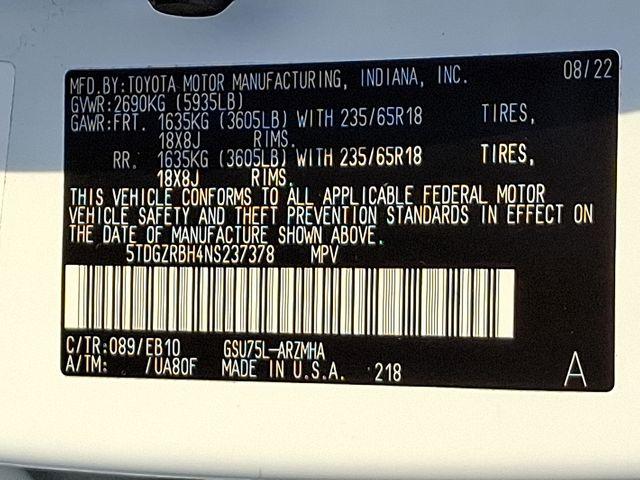 MFD.BY:TOYOTA MOTOR MANUFACTURING, INDIANA, INC. 08/22
GVWR:2690KG (5935LB)
GAWR:FRT. 1635KG (3605LB) WITH 235/65R18 TIRES,
18X8J RIMS.
RR. 1635KG (3605LB) WITH 235/65R18 TIRES,
18X8J RIMS.
THIS VEHICLE CONFORMS TO ALL APPLICABLE FEDERAL MOTOR
VEHICLE SAFETY AND THEFT PREVENTION STANDARDS IN EFFECT ON
THE DATE OF MANUFACTURE SHOWN ABOVE.
5TDGZRBH4NS237378 MPV
C/TR:089/EB10 GSU75L-ARZMHA
A/TM: /UA80F MADE IN U.S.A. 218 A